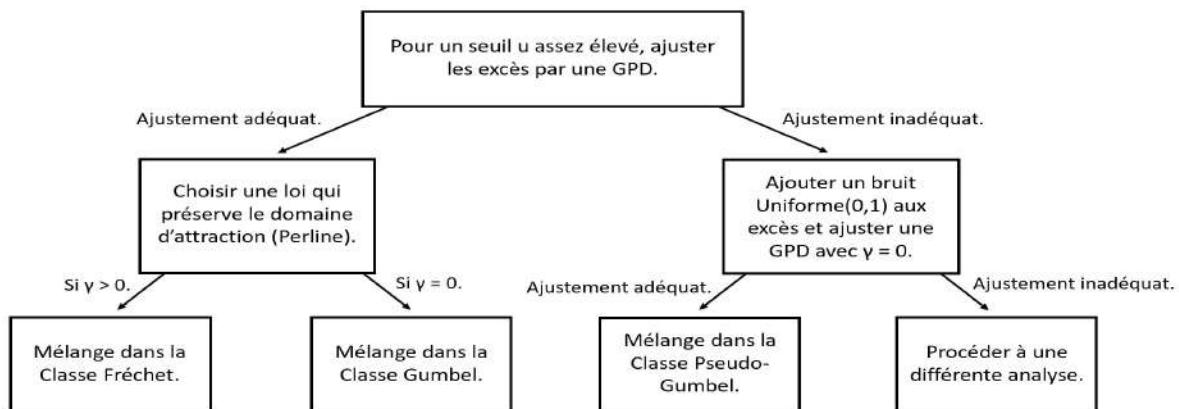 Pour un seuil u assez élevé, ajuster
les excès par une GPD.
Ajustement adéquat.
Ajustement inadéquat.
Choisir une loi qui
préserve le domaine
d'attraction (Perline).
Ajouter un bruit
Uniforme(0,1) aux
excès et ajuster une
GPD avec γ = 0.
Si γ > 0.
Si γ = 0.
Ajustement adéquat.
Ajustement inadéquat.
Mélange dans la
Classe Fréchet.
Mélange dans la
Classe Gumbel.
Mélange dans la
Classe Pseudo-
Gumbel.
Procéder à une
différente analyse.